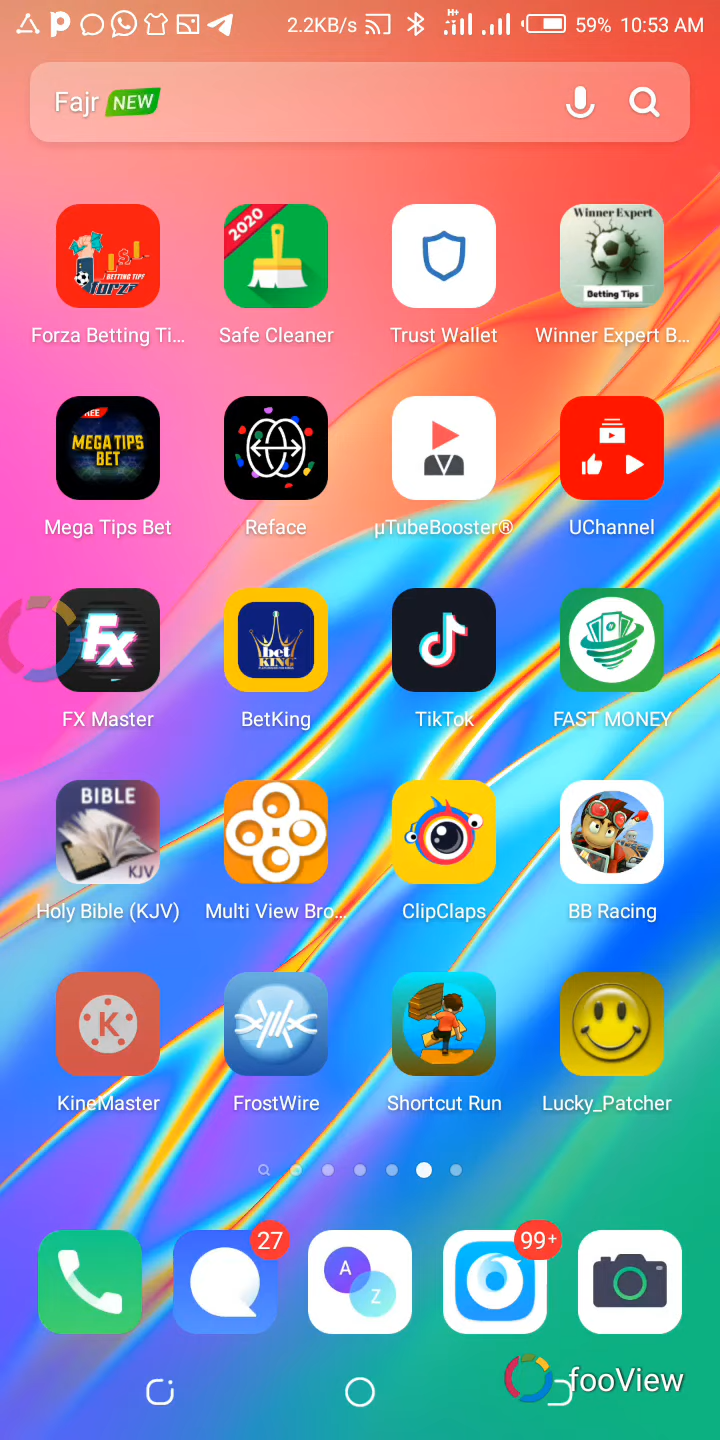 2.2KB/s H+ 59% 10:53 AM
Fajr NEW
2020
Winner Expert
BETTING TIPS
forza
Betting Tips
Forza Betting Ti...
Safe Cleaner
Trust Wallet
Winner Expert B...
MEGA TIPS
BET
Mega Tips Bet
Reface
µTubeBooster®
UChannel
Fx
bet
KING
FX Master
BetKing
TikTok
FAST MONEY
BIBLE
KJV
Holy Bible (KJV)
Multi View Bro...
ClipClaps
BB Racing
K
KineMaster
FrostWire
Shortcut Run
Lucky_Patcher
27
A
Z
99+
fooView